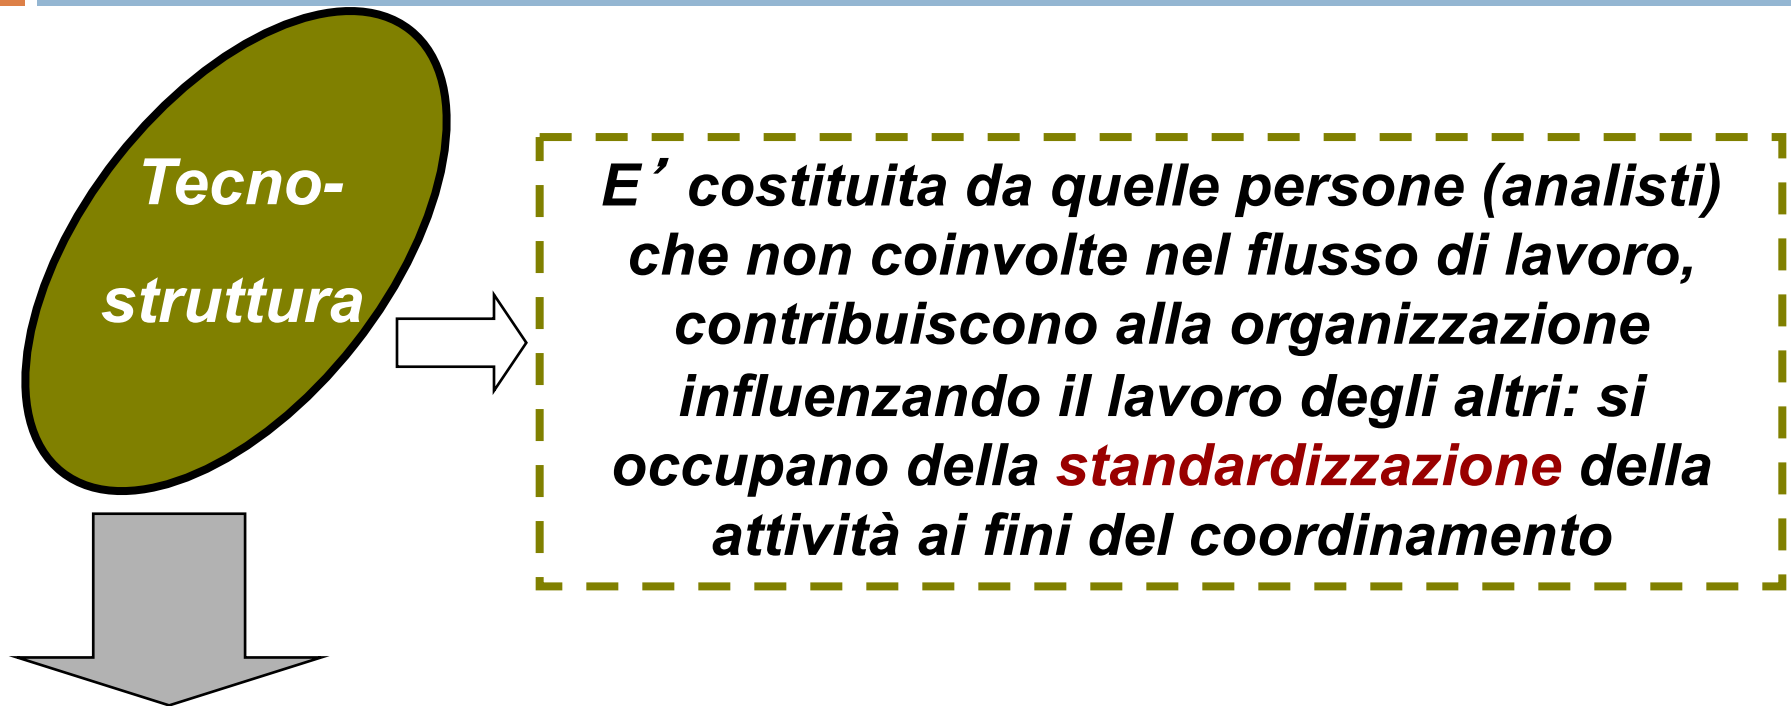 Tecno-
struttura
E’ costituita da quelle persone (analisti)
che non coinvolte nel flusso di lavoro,
contribuiscono alla organizzazione
influenzando il lavoro degli altri: si
occupano della standardizzazione della
attività ai fini del coordinamento